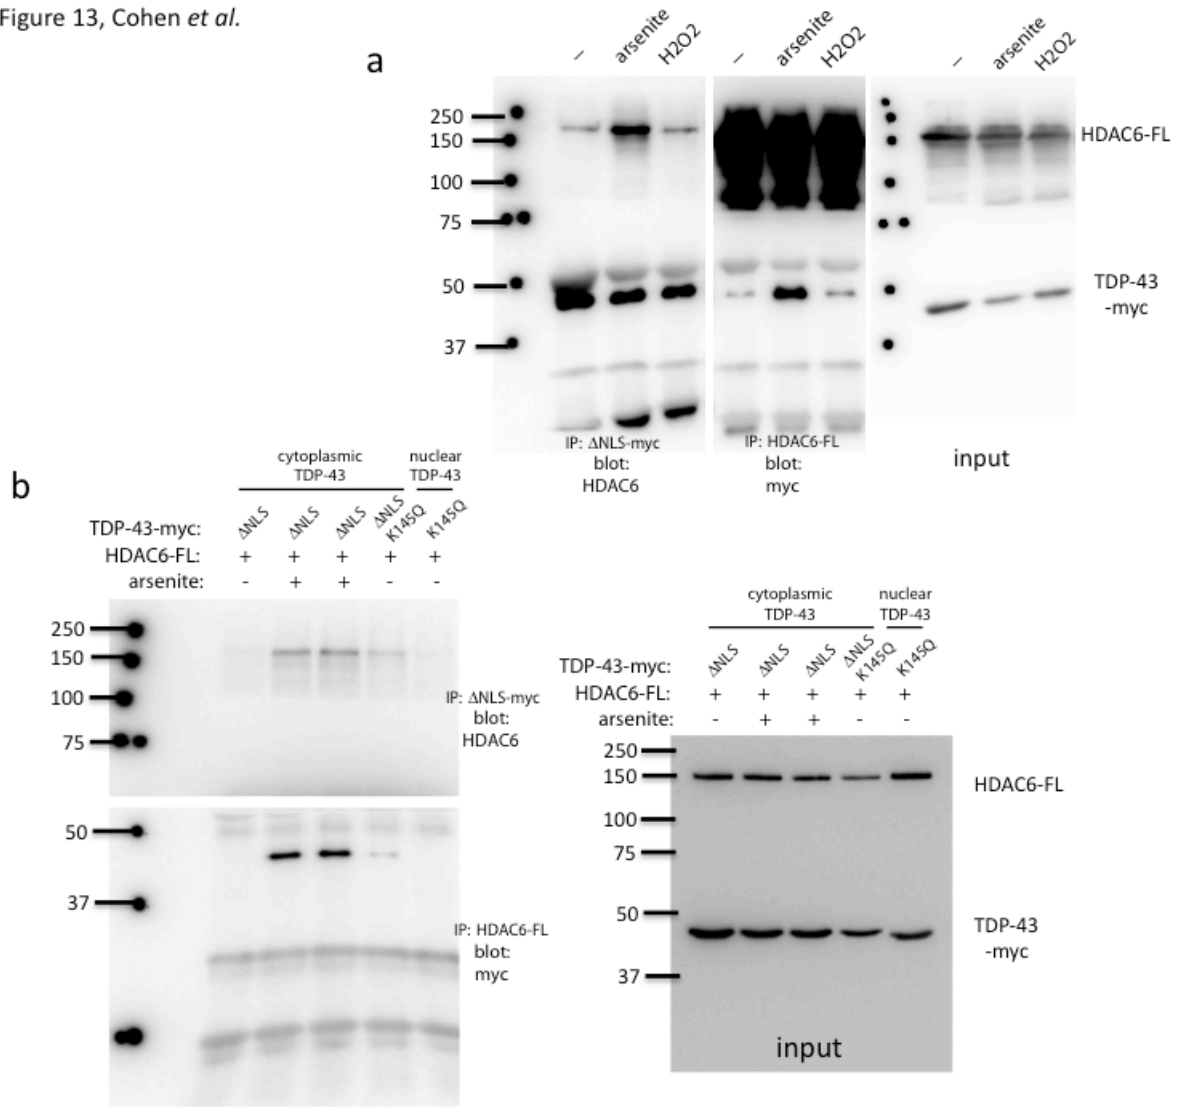 Figure 13, Cohen et al.
a
– arsenite H2O2 – arsenite H2O2 – arsenite H2O2
250
150
100
75
50
37
HDAC6-FL
TDP-43
-myc
IP: ΔNLS-myc
blot:
HDAC6
IP: HDAC6-FL
blot:
myc
input
b
cytoplasmic
TDP-43
nuclear
TDP-43
TDP-43-myc: ΔNLS ΔNLS ΔNLS ΔNLS K145Q K145Q
HDAC6-FL: + + + + +
arsenite: - + + - -
250
150
100
75
IP: ΔNLS-myc
blot:
HDAC6
50
37
IP: HDAC6-FL
blot:
myc
cytoplasmic
TDP-43
nuclear
TDP-43
TDP-43-myc: ΔNLS ΔNLS ΔNLS ΔNLS K145Q K145Q
HDAC6-FL: + + + + +
arsenite: - + + - -
250
150
100
75
50
37
HDAC6-FL
TDP-43
-myc
input